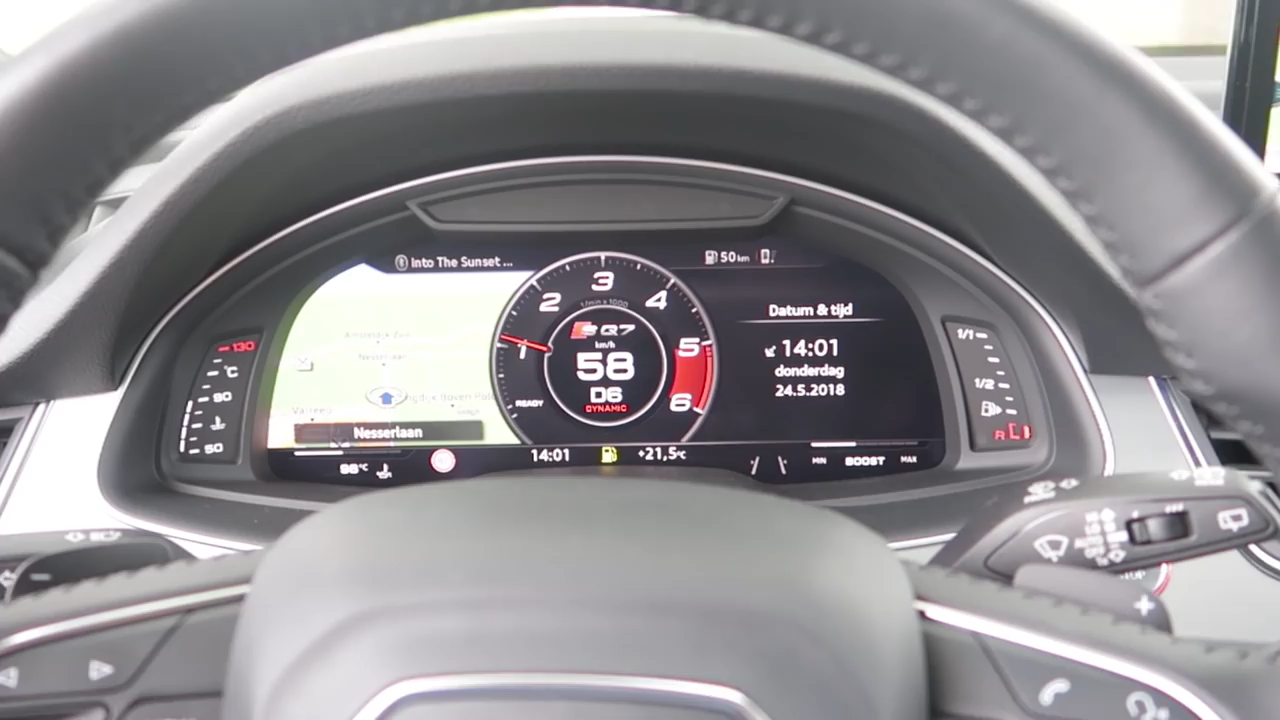 Into The Sunset ...
50 km
3
2
4
1/min x 1000
SQ7
1
5
km/h
58
D6
DYNAMIC
6
READY
Nesserlaan
Nesserlaan
Datum & tijd
14:01
donderdag
24.5.2018
130
°C
90
50
1/1
1/2
R
98°C
14:01
+21,5°C
MIN BOOST MAX